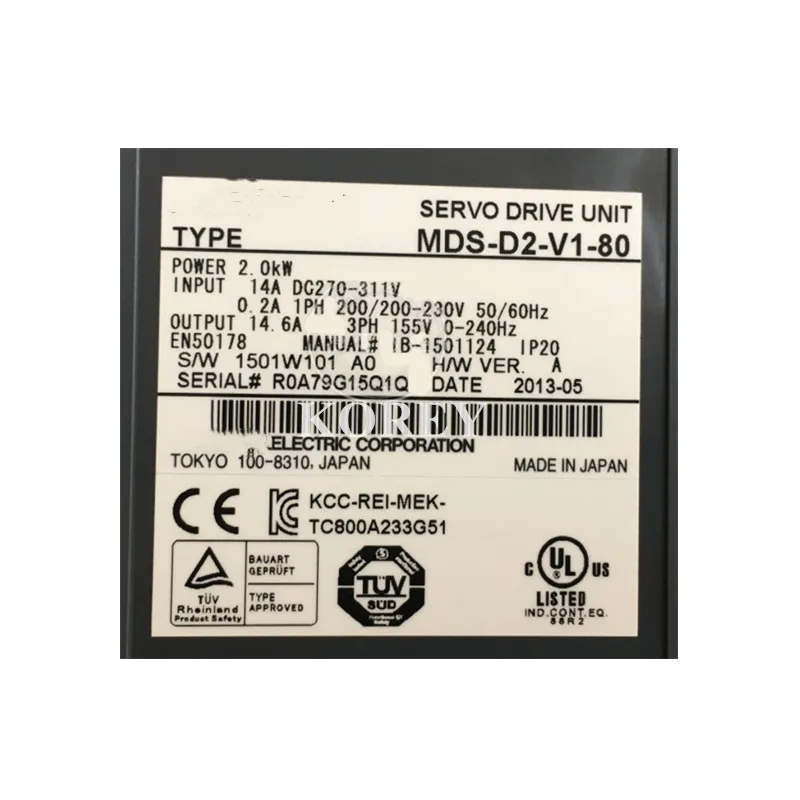 SERVO DRIVE UNIT
TYPE MDS-D2-V1-80
POWER 2.0kW
INPUT 14A DC270-311V
0.2A 1PH 200/200-230V 50/60Hz
OUTPUT 14.6A 3PH 155V 0-240Hz
EN50178 MANUAL# IB-1501124 IP20
S/W 1501W101 A0 H/W VER. A
SERIAL# R0A79G15Q1Q DATE 2013-05
KOREY
ELECTRIC CORPORATION
TOKYO 100-8310, JAPAN MADE IN JAPAN
CE KCC-REI-MEK-
TC800A233G51
BAUART
GEPRÜFT
TÜV
Rheinland
Product Safety
TYPE
APPROVED
TÜV
SÜD
Functional
Safety
C UL US
LISTED
IND.CONT.EQ.
88R2